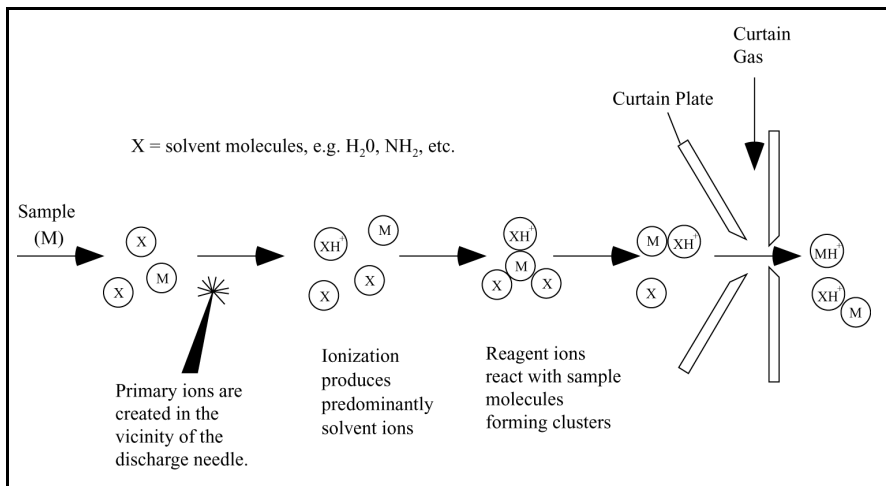 Curtain
Gas
Curtain Plate
X = solvent molecules, e.g. H₂0, NH₂, etc.
Sample
(M)
X
X
M
XH⁺
M
X
X
XH⁺
M
X
X
M
XH⁺
X
MH⁺
XH⁺
M
Primary ions are
created in the
vicinity of the
discharge needle.
Ionization
produces
predominantly
solvent ions
Reagent ions
react with sample
molecules
forming clusters